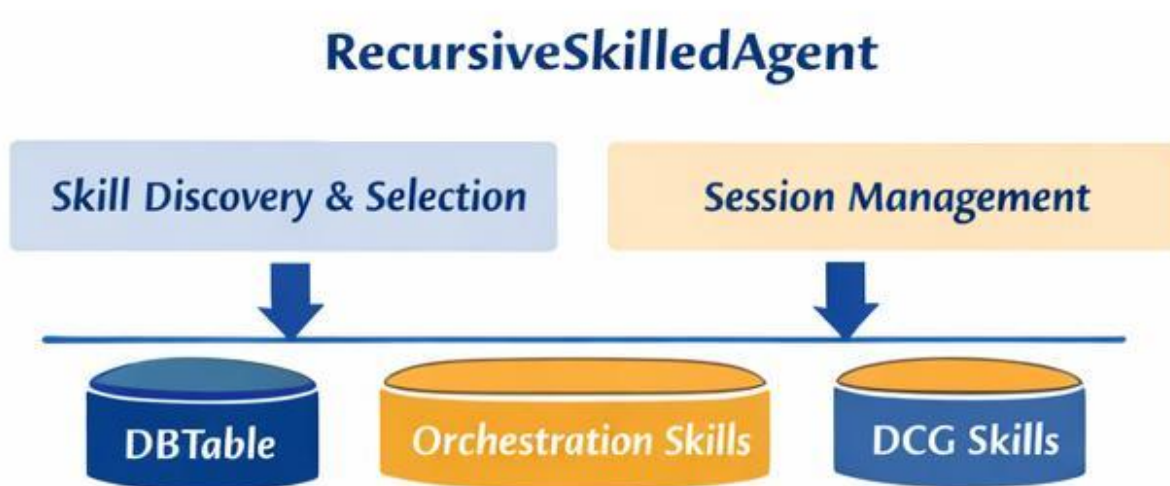 RecursiveSkilledAgent
Skill Discovery & Selection
Session Management
DBTable
Orchestration Skills
DCG Skills